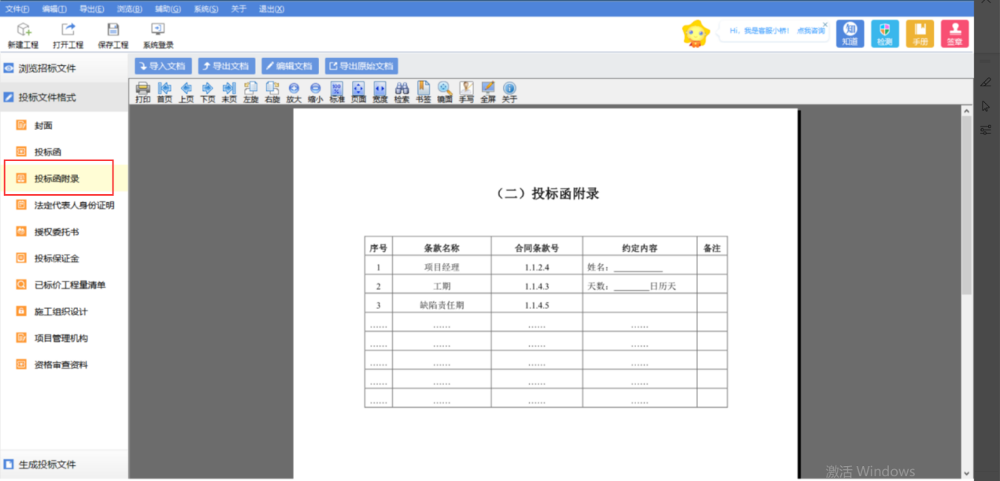 文件(F) 编辑(T) 导出(E) 浏览(B) 辅助(G) 系统(S) 关于 退出(X)
新建工程 打开工程 保存工程 系统登录
Hi，我是客服小桥！ 点我咨询
知
知道 检测 手册 签章
浏览招标文件
投标文件格式
封面
投标函
投标函附录
法定代表人身份证明
授权委托书
投标保证金
已标价工程量清单
施工组织设计
项目管理机构
资格审查资料
生成投标文件
导入文档 导出文档 编辑文档 导出原始文档
打印 首页 上页 下页 末页 左旋 右旋 放大 缩小 标准 页面 宽度 检索 书签 镜面 手写 全屏 关于
（二）投标函附录
序号 条款名称 合同条款号 约定内容 备注
1 项目经理 1.1.2.4 姓名：__________
2 工期 1.1.4.3 天数：________日历天
3 缺陷责任期 1.1.4.5
…… …… …… ……
…… …… …… ……
…… …… …… ……
…… …… …… ……
…… …… …… ……
激活 Windows